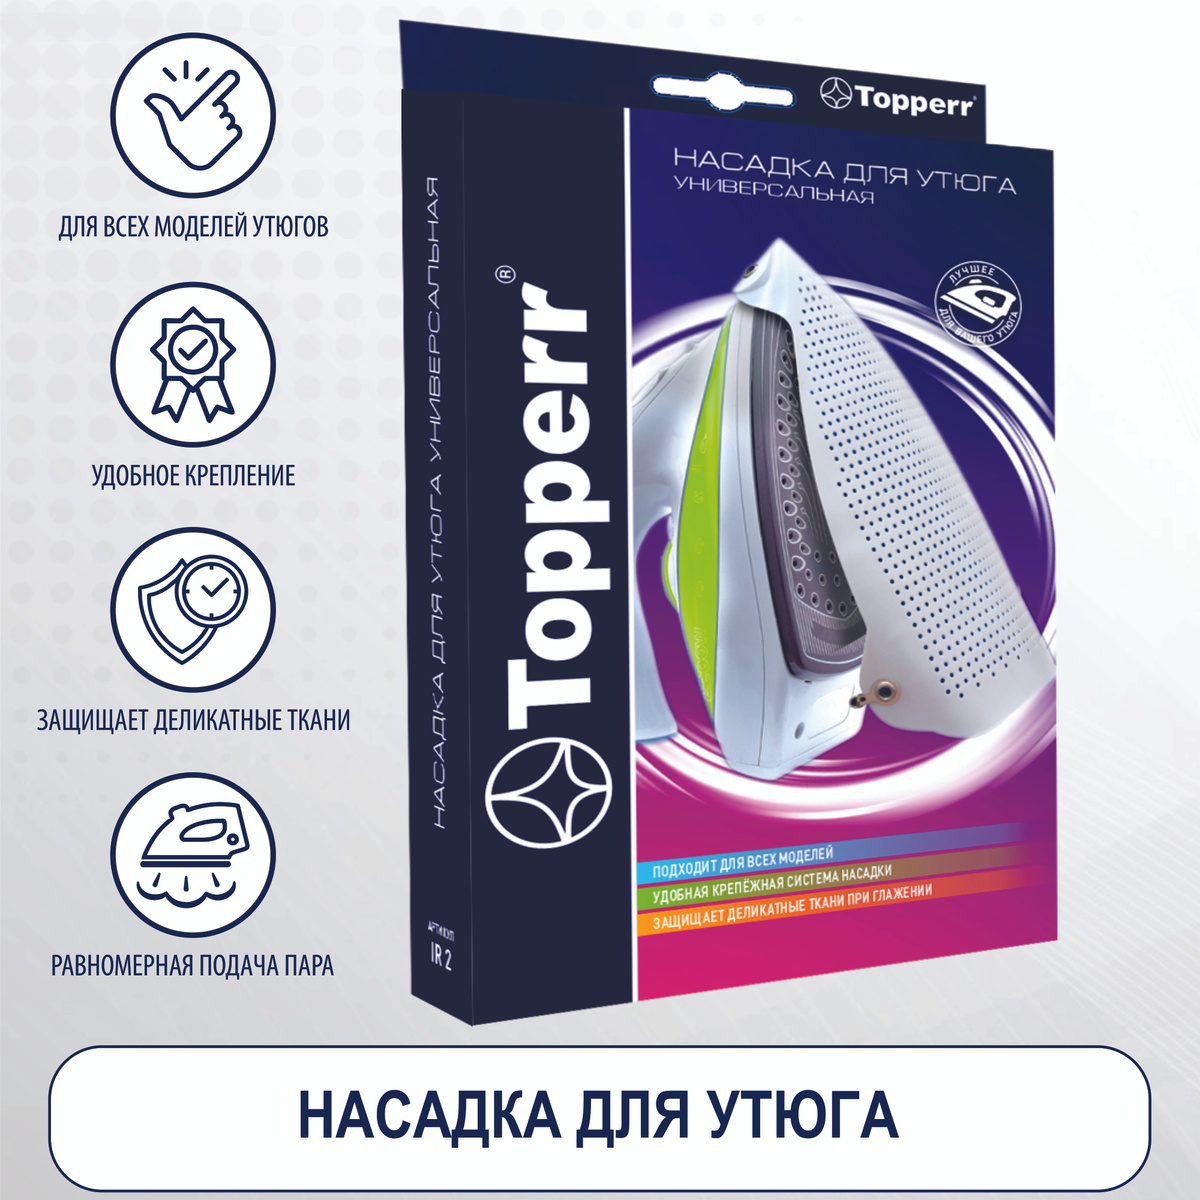 ДЛЯ ВСЕХ МОДЕЛЕЙ УТЮГОВ
УДОБНОЕ КРЕПЛЕНИЕ
ЗАЩИЩАЕТ ДЕЛИКАТНЫЕ ТКАНИ
РАВНОМЕРНАЯ ПОДАЧА ПАРА
НАСАДКА ДЛЯ УТЮГА УНИВЕРСАЛЬНАЯ
АРТИКУЛ
IR 2
Topperr®
Topperr®
НАСАДКА ДЛЯ УТЮГА
УНИВЕРСАЛЬНАЯ
ЛУЧШЕЕ
ДЛЯ ВАШЕГО УТЮГА
ПОДХОДИТ ДЛЯ ВСЕХ МОДЕЛЕЙ
УДОБНАЯ КРЕПЁЖНАЯ СИСТЕМА НАСАДКИ
ЗАЩИЩАЕТ ДЕЛИКАТНЫЕ ТКАНИ ПРИ ГЛАЖЕНИИ
НАСАДКА ДЛЯ УТЮГА